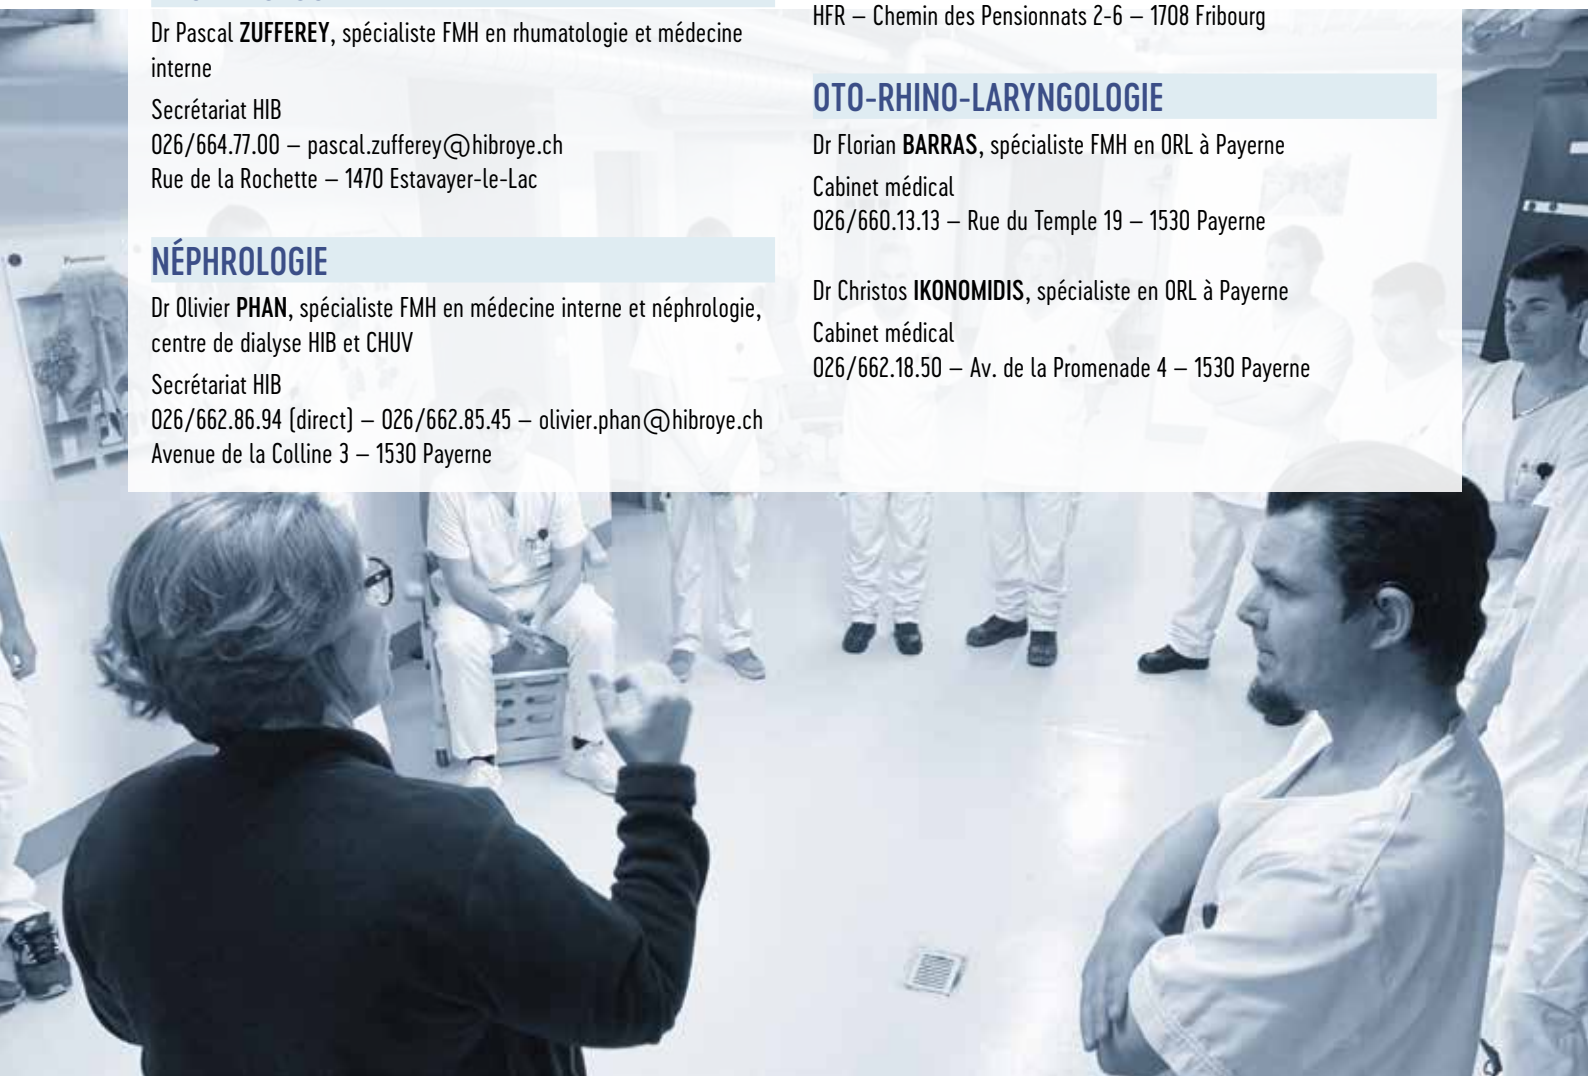 Dr Pascal ZUFFEREY, spécialiste FMH en rhumatologie et médecine
interne
Secrétariat HIB
026/664.77.00 – pascal.zufferey@hibroye.ch
Rue de la Rochette – 1470 Estavayer-le-Lac
NÉPHROLOGIE
Dr Olivier PHAN, spécialiste FMH en médecine interne et néphrologie,
centre de dialyse HIB et CHUV
Secrétariat HIB
026/662.86.94 (direct) – 026/662.85.45 – olivier.phan@hibroye.ch
Avenue de la Colline 3 – 1530 Payerne
HFR – Chemin des Pensionnats 2-6 – 1708 Fribourg
OTO-RHINO-LARYNGOLOGIE
Dr Florian BARRAS, spécialiste FMH en ORL à Payerne
Cabinet médical
026/660.13.13 – Rue du Temple 19 – 1530 Payerne
Dr Christos IKONOMIDIS, spécialiste en ORL à Payerne
Cabinet médical
026/662.18.50 – Av. de la Promenade 4 – 1530 Payerne